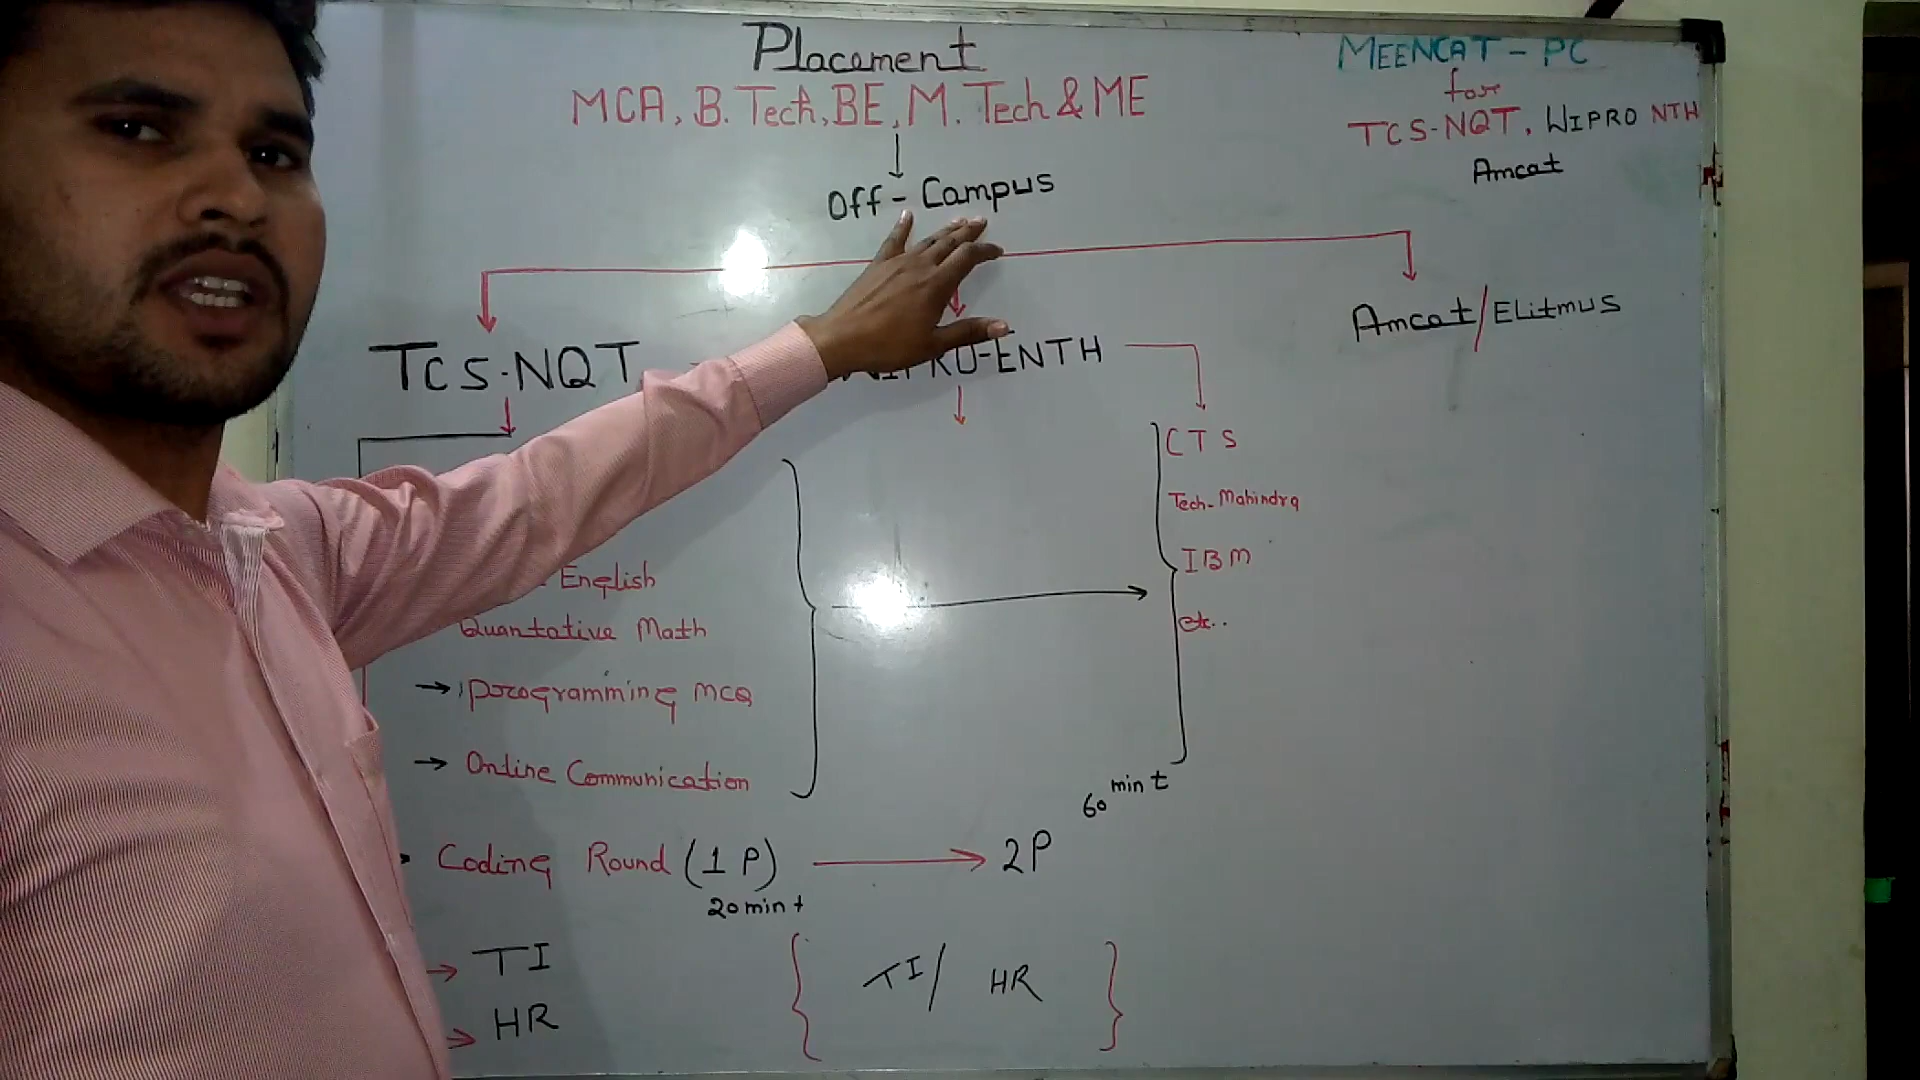 Placement
MCA, B. Tech, BE, M. Tech & ME
Off - Campus
MEENCAT - PC
for
TCS-NQT, WIPRO NTH
Amcat
TCS-NQT
WIPRO-ENTH
Amcat/Elitmus
CTS
Tech-Mahindra
IBM
etc..
English
Quantative Math
→ Programming MCQ
→ Online Communication
60 mint
Coding Round (1 P) → 2P
20 mint
→ TI
→ HR
{ TI/ HR }